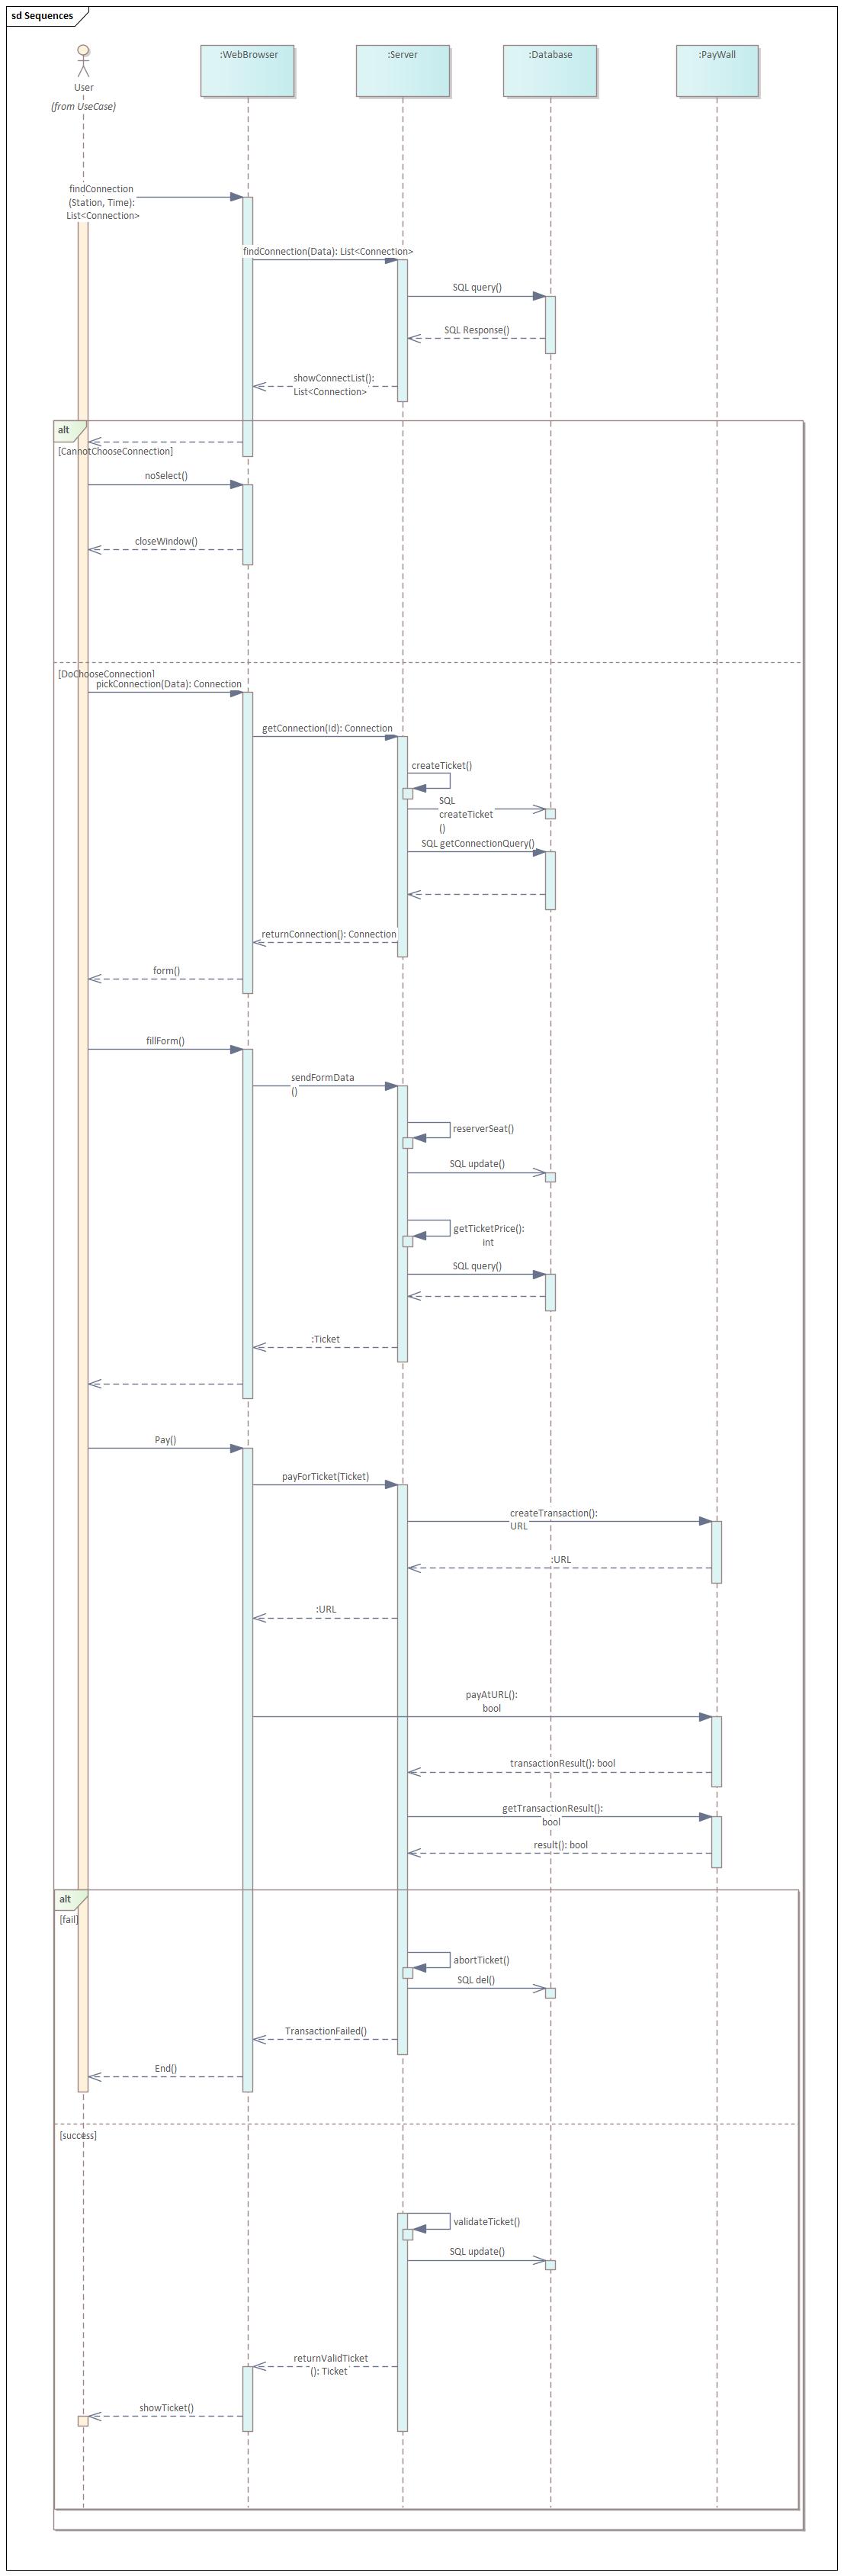 sd Sequences
:WebBrowser
:Server
:Database
:PayWall
User
(from UseCase)
findConnection
(Station, Time):
List<Connection>
findConnection(Data): List<Connection>
SQL query()
SQL Response()
showConnectList():
List<Connection>
alt
[CannotChooseConnection]
noSelect()
closeWindow()
[DoChooseConnection]
pickConnection(Data): Connection
getConnection(Id): Connection
createTicket()
SQL
createTicket
()
SQL getConnectionQuery()
returnConnection(): Connection
form()
fillForm()
sendFormData
()
reserverSeat()
SQL update()
getTicketPrice():
int
SQL query()
:Ticket
Pay()
payForTicket(Ticket)
createTransaction():
URL
:URL
:URL
payAtURL():
bool
transactionResult(): bool
getTransactionResult():
bool
result(): bool
alt
[fail]
abortTicket()
SQL del()
TransactionFailed()
End()
[success]
validateTicket()
SQL update()
returnValidTicket
(): Ticket
showTicket()